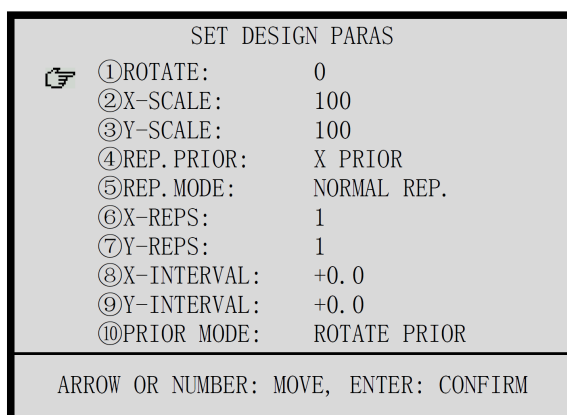 SET DESIGN PARAS
①ROTATE: 0
②X-SCALE: 100
③Y-SCALE: 100
④REP.PRIOR: X PRIOR
⑤REP.MODE: NORMAL REP.
⑥X-REPS: 1
⑦Y-REPS: 1
⑧X-INTERVAL: +0.0
⑨Y-INTERVAL: +0.0
⑩PRIOR MODE: ROTATE PRIOR
ARROW OR NUMBER: MOVE, ENTER: CONFIRM